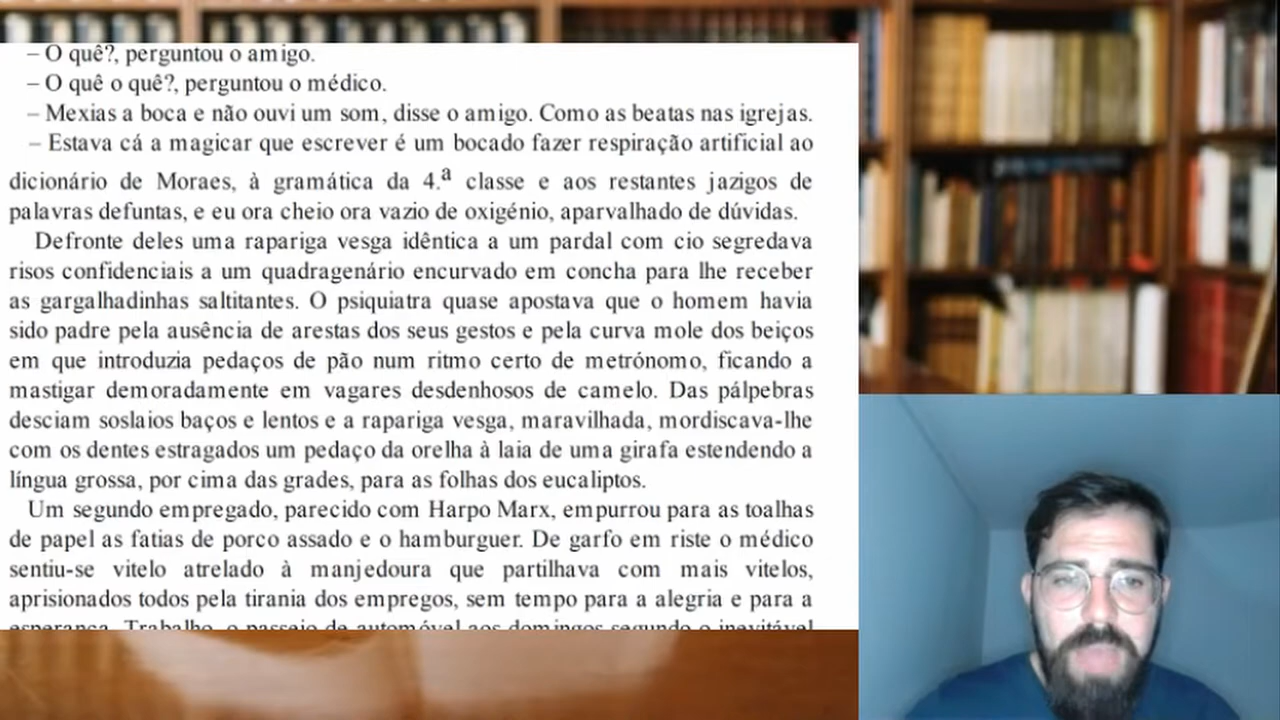 – O quê?, perguntou o amigo.
– O quê o quê?, perguntou o médico.
– Mexias a boca e não ouvi um som, disse o amigo. Como as beatas nas igrejas.
– Estava cá a magicar que escrever é um bocado fazer respiração artificial ao
dicionário de Moraes, à gramática da 4.ª classe e aos restantes jazigos de
palavras defuntas, e eu ora cheio ora vazio de oxigénio, aparvalhado de dúvidas.
Defronte deles uma rapariga vesga idêntica a um pardal com cio segredava
risos confidenciais a um quadragenário encurvado em concha para lhe receber
as gargalhadinhas saltitantes. O psiquiatra quase apostava que o homem havia
sido padre pela ausência de arestas dos seus gestos e pela curva mole dos beiços
em que introduzia pedaços de pão num ritmo certo de metrónomo, ficando a
mastigar demoradamente em vagares desdenhosos de camelo. Das pálpebras
desciam soslaios baços e lentos e a rapariga vesga, maravilhada, mordiscava-lhe
com os dentes estragados um pedaço da orelha à laia de uma girafa estendendo a
língua grossa, por cima das grades, para as folhas dos eucaliptos.
Um segundo empregado, parecido com Harpo Marx, empurrou para as toalhas
de papel as fatias de porco assado e o hamburguer. De garfo em riste o médico
sentiu-se vitelo atrelado à manjedoura que partilhava com mais vitelos,
aprisionados todos pela tirania dos empregos, sem tempo para a alegria e para a
esperança. Trabalho, o passeio de automóvel aos domingos segundo o inevitável